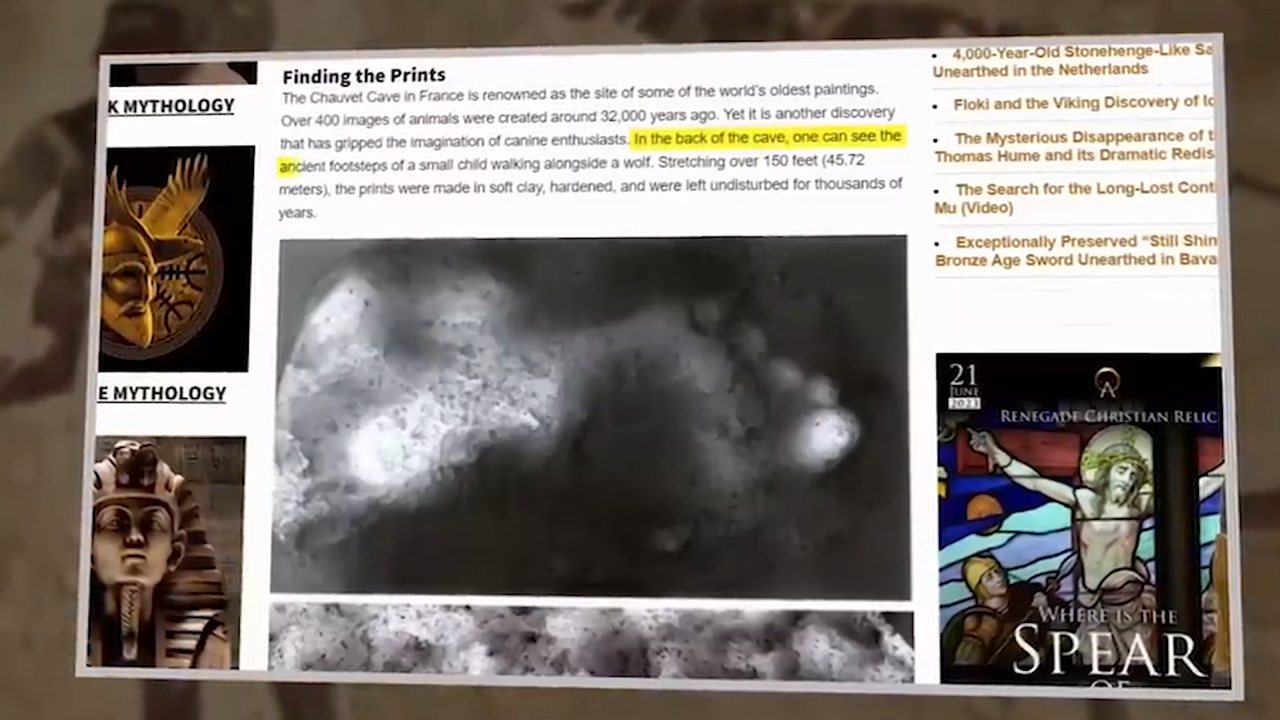 K MYTHOLOGY
E MYTHOLOGY
Finding the Prints
The Chauvet Cave in France is renowned as the site of some of the world's oldest paintings.
Over 400 images of animals were created around 32,000 years ago. Yet it is another discovery
that has gripped the imagination of canine enthusiasts. In the back of the cave, one can see the
ancient footsteps of a small child walking alongside a wolf. Stretching over 150 feet (45.72
meters), the prints were made in soft clay, hardened, and were left undisturbed for thousands of
years.
• 4,000-Year-Old Stonehenge-Like Sa
Unearthed in the Netherlands
• Floki and the Viking Discovery of Ic
• The Mysterious Disappearance of t
Thomas Hume and its Dramatic Redis
• The Search for the Long-Lost Cont
Mu (Video)
• Exceptionally Preserved “Still Shin
Bronze Age Sword Unearthed in Bava
21
JUNE
2023
RENEGADE CHRISTIAN RELIC
WHERE IS THE
SPEAR
OF